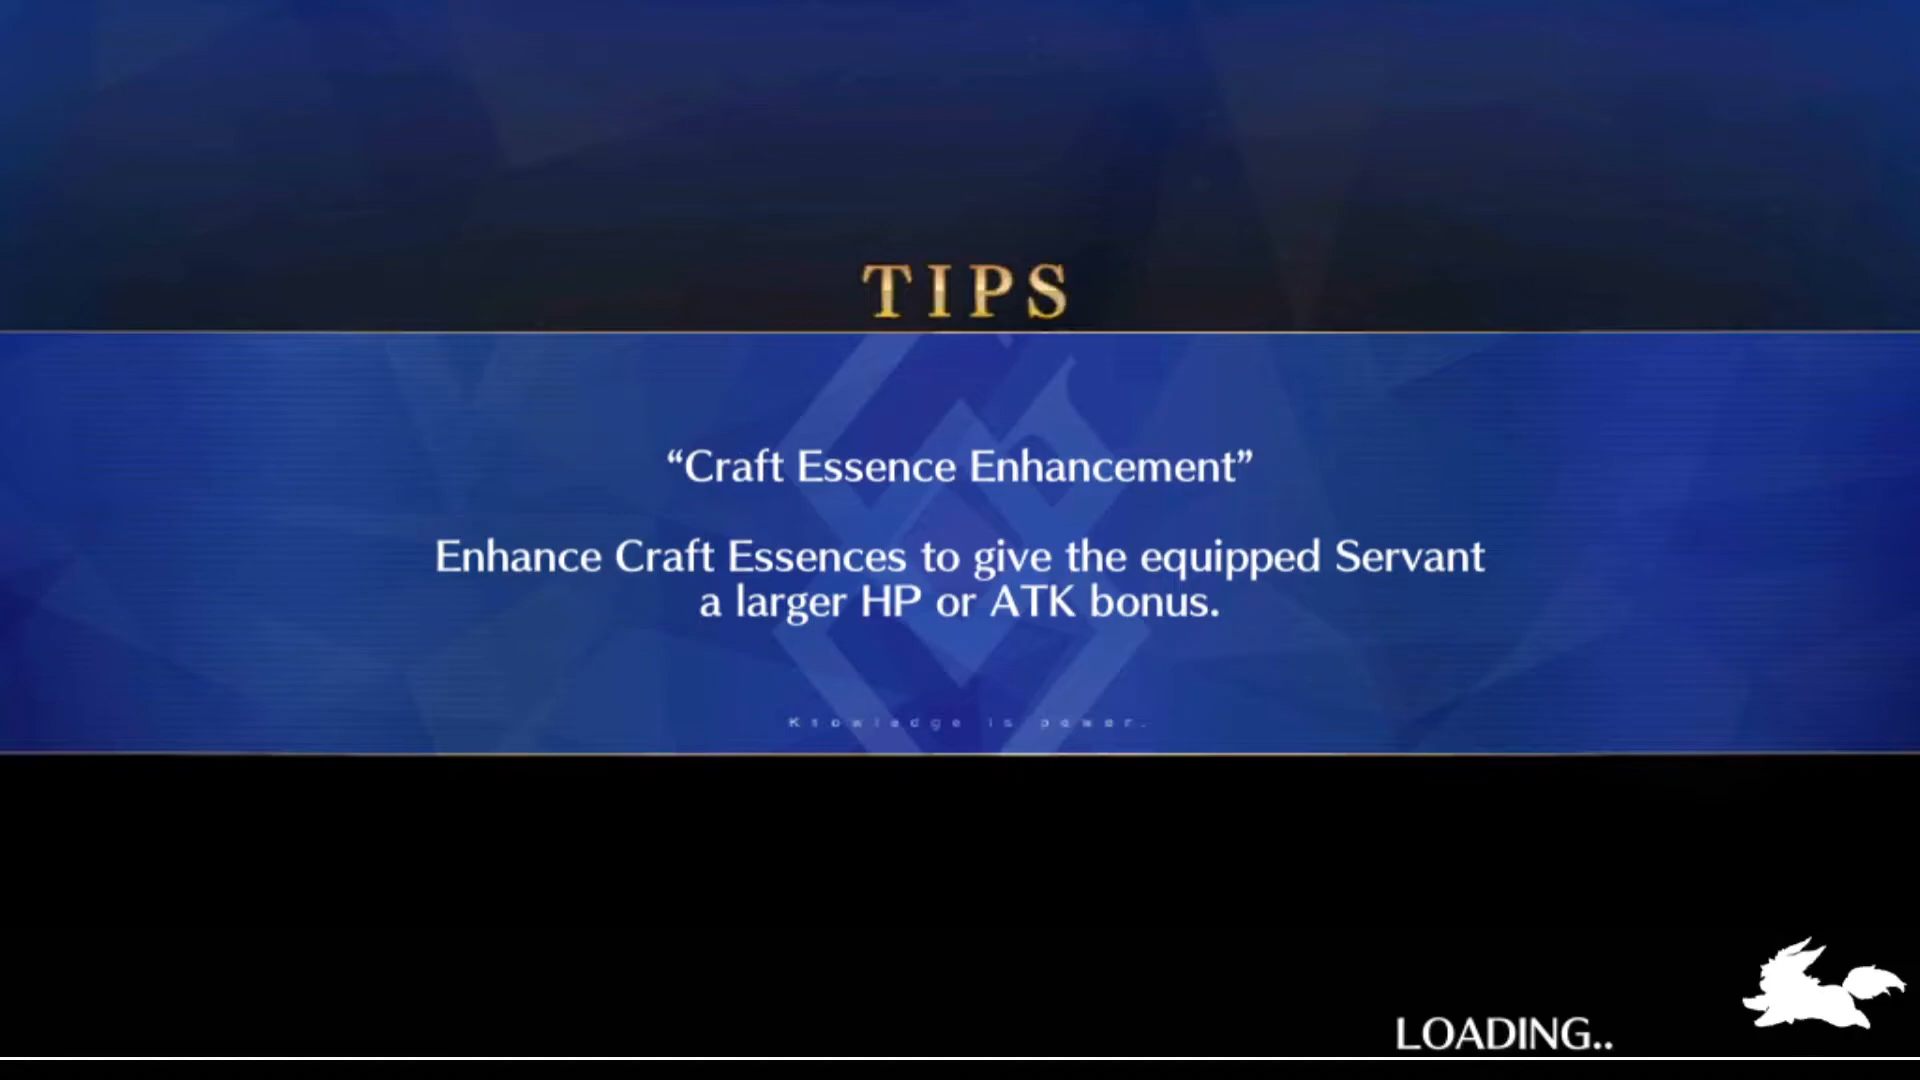 TIPS
“Craft Essence Enhancement”
Enhance Craft Essences to give the equipped Servant
a larger HP or ATK bonus.
Knowledge is power.
LOADING..